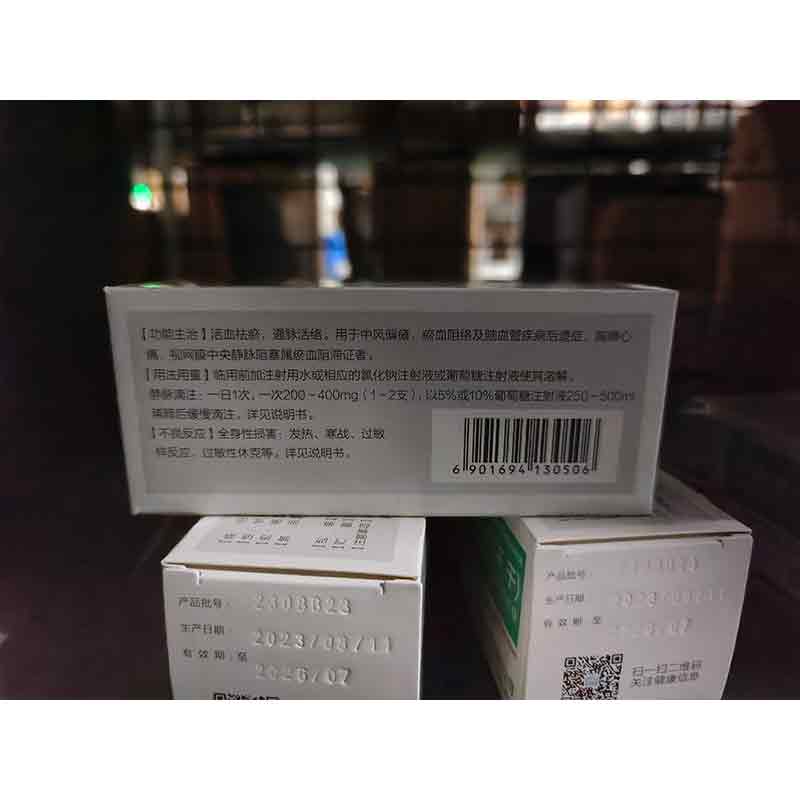 【功能主治】活血祛瘀，通脉活络。用于中风偏瘫，瘀血阻络及脑血管疾病后遗症，胸痹心
痛，视网膜中央静脉阻塞属瘀血阻滞证者。
【用法用量】临用前加注射用水或相应的氯化钠注射液或葡萄糖注射液使其溶解。
静脉滴注：一日1次，一次200～400mg（1～2支），以5%或10%葡萄糖注射液250～500ml
稀释后缓慢滴注，详见说明书。
【不良反应】全身性损害：发热、寒战、过敏
样反应、过敏性休克等，详见说明书。
6 901694 130506
产品批号：
生产日期：2023/08/11
有效期：至
2026/07
产品批号：
生产日期：
有效期：至
扫一扫二维码
关注健康信息